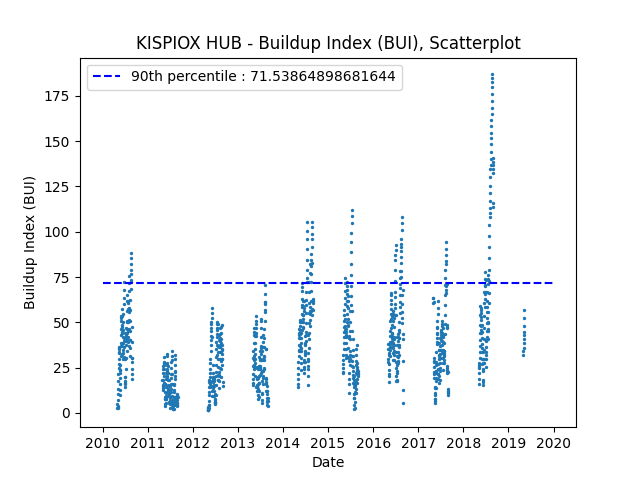 KISPIOX HUB - Buildup Index (BUI), Scatterplot
90th percentile : 71.53864898681644
Buildup Index (BUI)
175
150
125
100
75
50
25
0
2010 2011 2012 2013 2014 2015 2016 2017 2018 2019 2020
Date